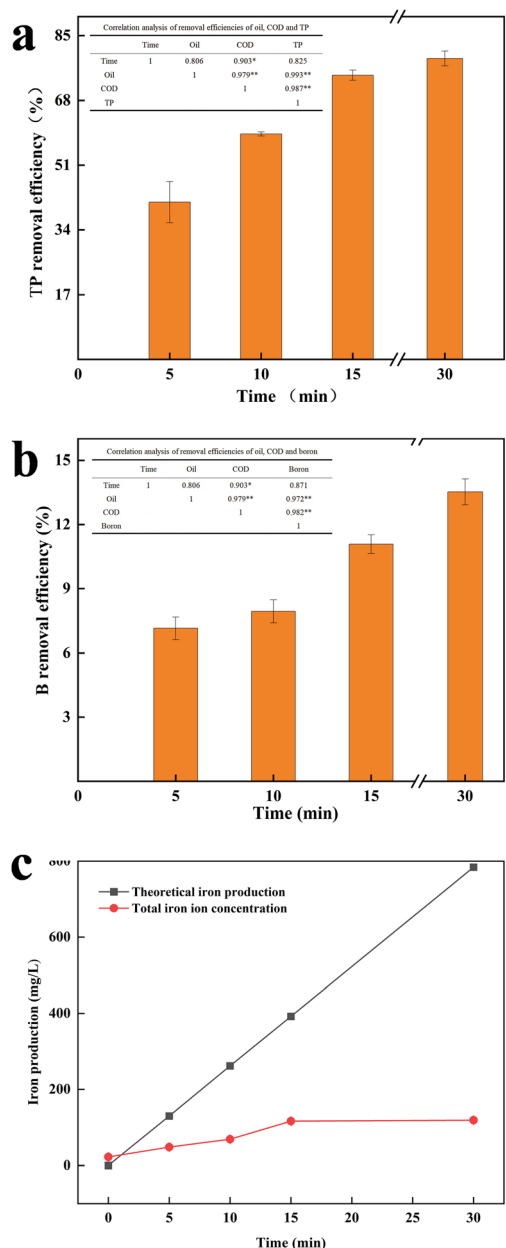 a
Correlation analysis of removal efficiencies of oil, COD and TP
Time Oil COD TP
Time 1 0.806 0.903* 0.825
Oil 1 0.979** 0.993**
COD 1 0.987**
TP 1
85
68
51
34
17
0 5 10 15 30
TP removal efficiency (%)
Time (min)
b
Correlation analysis of removal efficiencies of oil, COD and boron
Time Oil COD Boron
Time 1 0.806 0.903* 0.871
Oil 1 0.979** 0.972**
COD 1 0.982**
Boron 1
15
12
9
6
3
0 5 10 15 30
B removal efficiency (%)
Time (min)
c
800
Theoretical iron production
Total iron ion concentration
600
400
200
0
0 5 10 15 20 25 30
Iron production (mg/L)
Time (min)